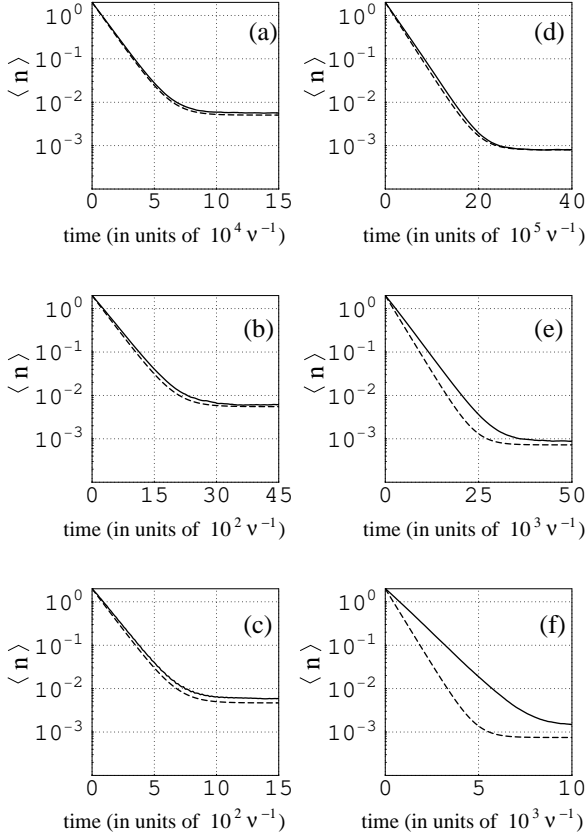 (a)
⟨ n ⟩
10^0
10^-1
10^-2
10^-3
0 5 10 15
time (in units of 10^4 ν^-1)
(d)
⟨ n ⟩
10^0
10^-1
10^-2
10^-3
0 20 40
time (in units of 10^5 ν^-1)
(b)
⟨ n ⟩
10^0
10^-1
10^-2
10^-3
0 15 30 45
time (in units of 10^2 ν^-1)
(e)
⟨ n ⟩
10^0
10^-1
10^-2
10^-3
0 25 50
time (in units of 10^3 ν^-1)
(c)
⟨ n ⟩
10^0
10^-1
10^-2
10^-3
0 5 10 15
time (in units of 10^2 ν^-1)
(f)
⟨ n ⟩
10^0
10^-1
10^-2
10^-3
0 5 10
time (in units of 10^3 ν^-1)